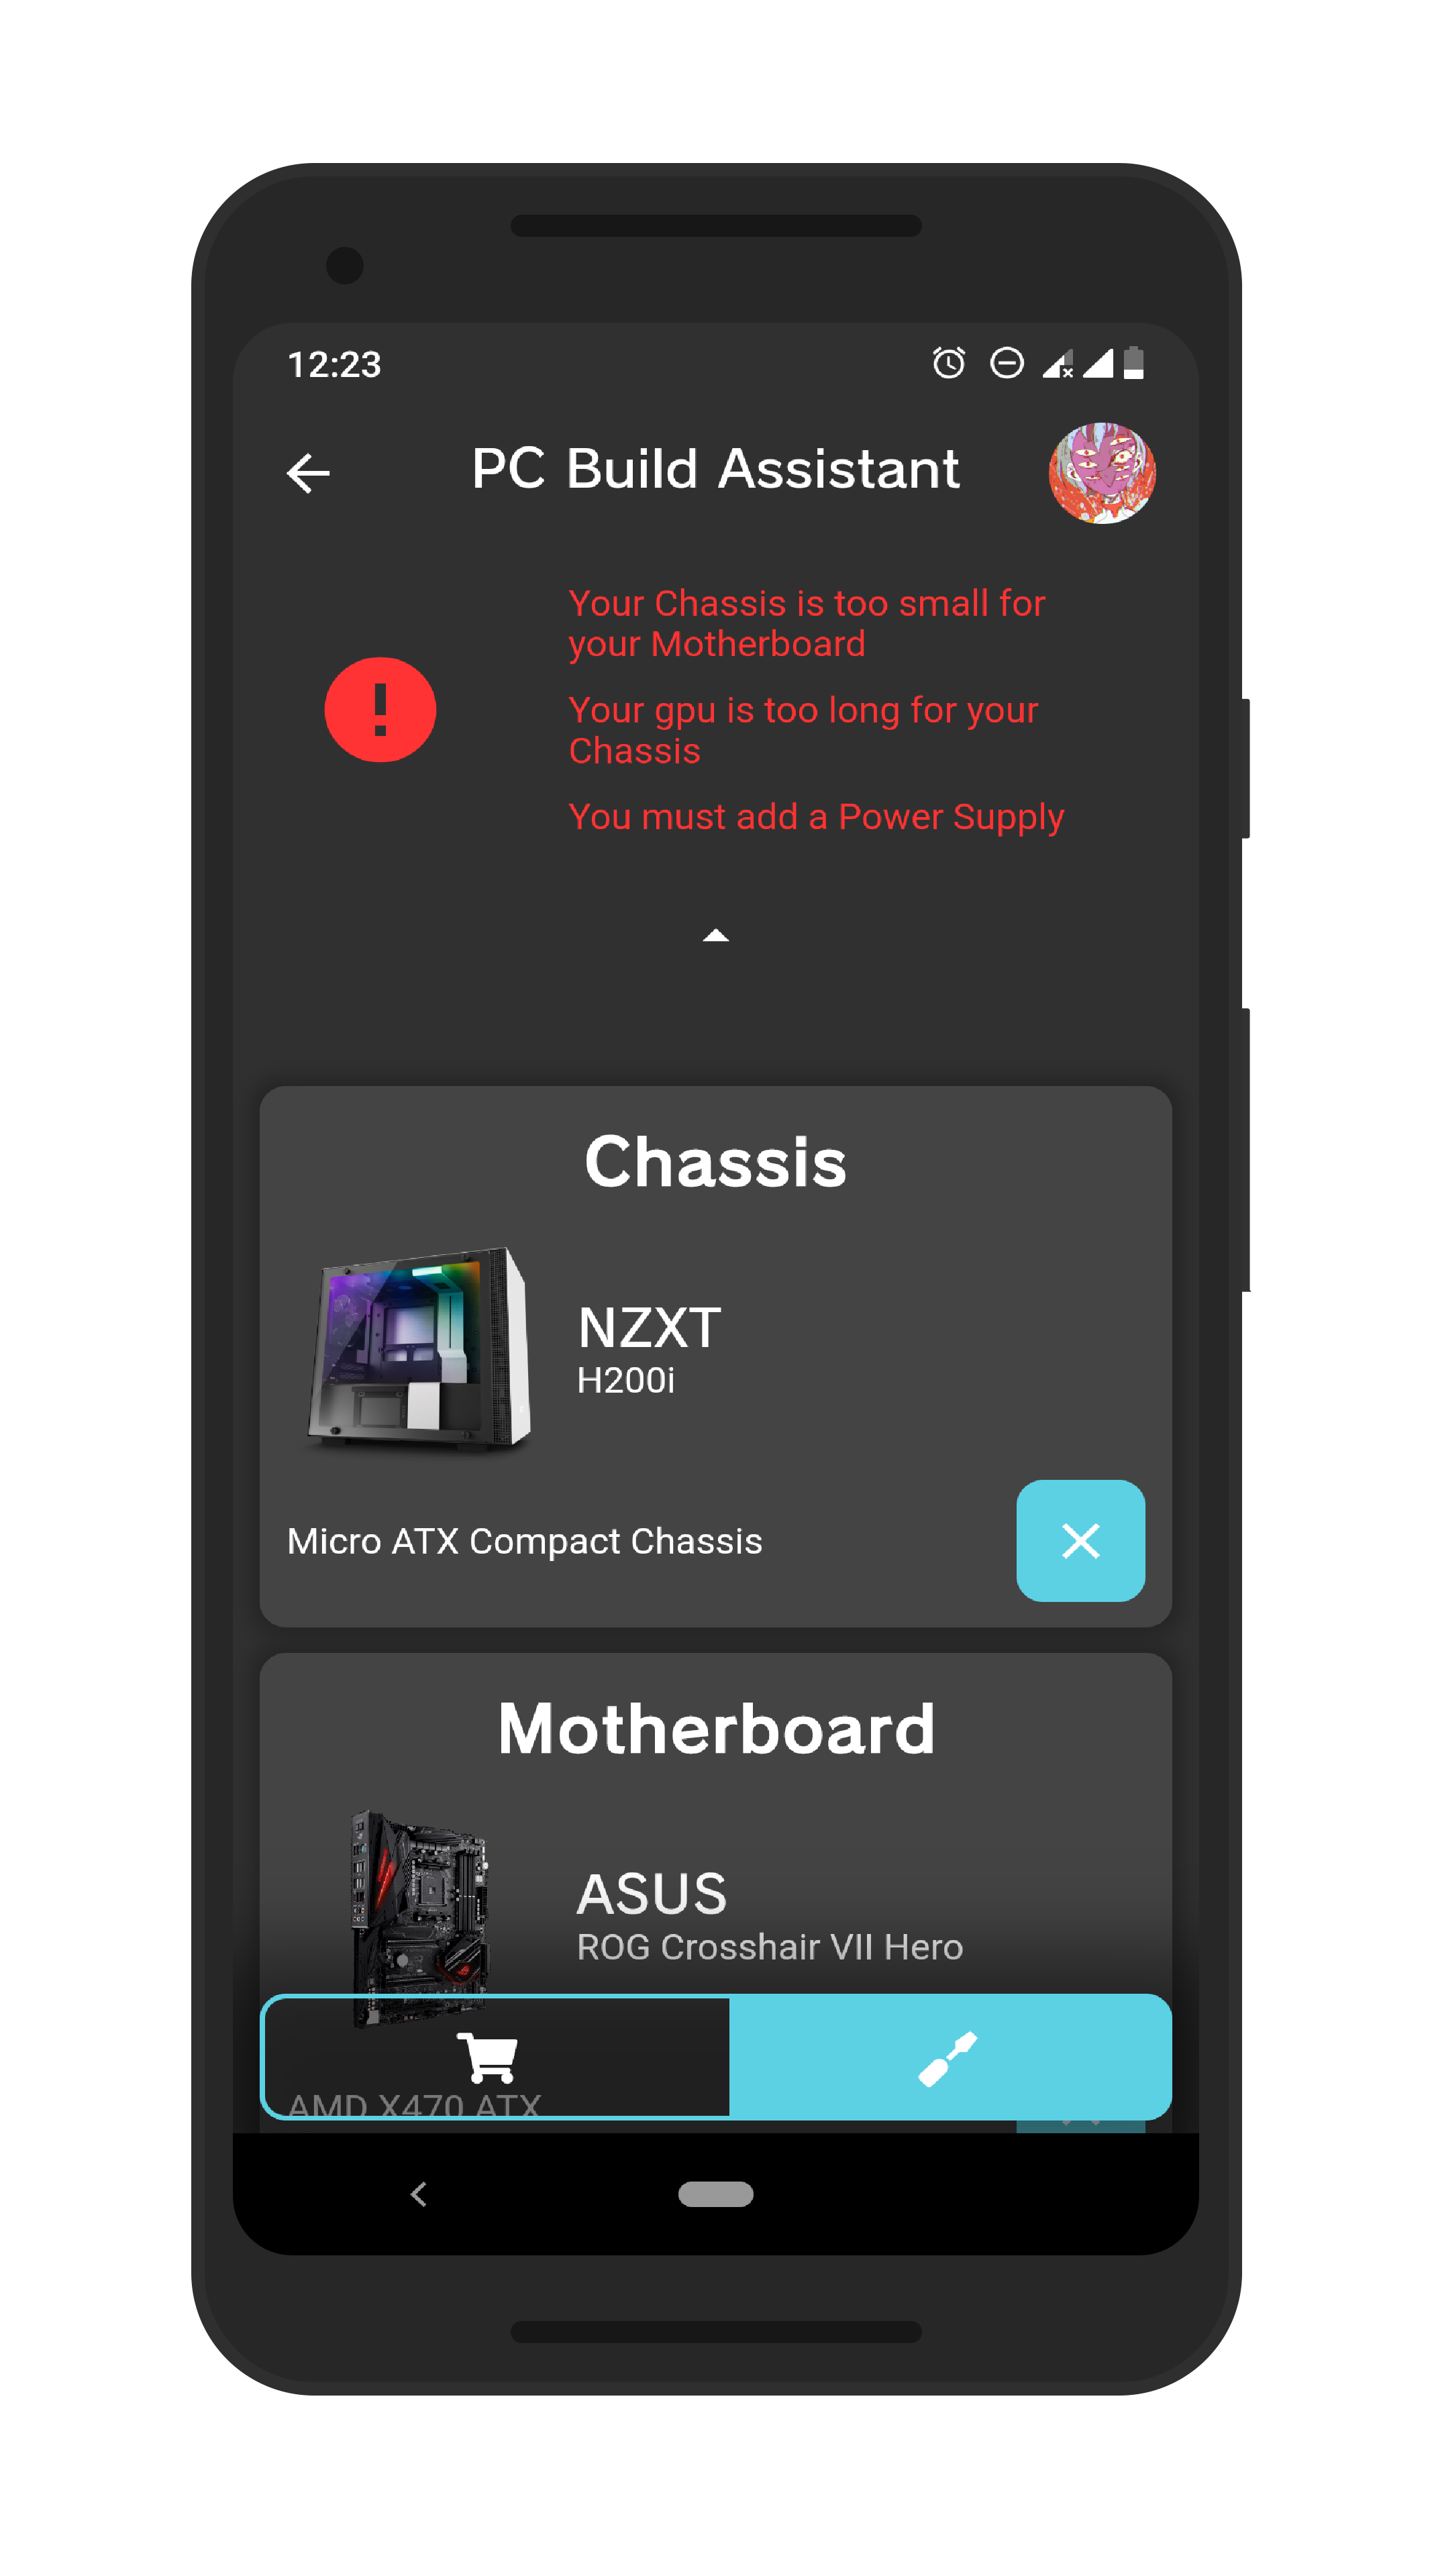 12:23
PC Build Assistant
Your Chassis is too small for
your Motherboard
Your gpu is too long for your
Chassis
You must add a Power Supply
Chassis
NZXT
H200i
Micro ATX Compact Chassis
Motherboard
ASUS
ROG Crosshair VII Hero
AMD X470 ATX